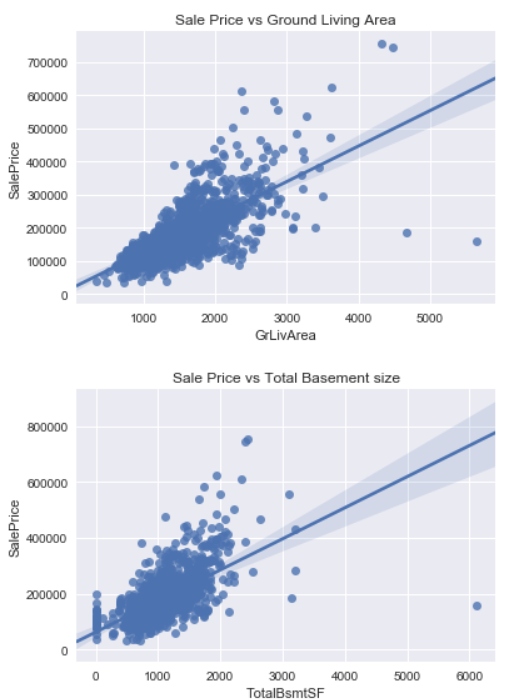 Sale Price vs Ground Living Area
700000
600000
500000
400000
300000
200000
100000
0
SalePrice
1000 2000 3000 4000 5000
GrLivArea
Sale Price vs Total Basement size
800000
600000
400000
200000
0
SalePrice
0 1000 2000 3000 4000 5000 6000
TotalBsmtSF